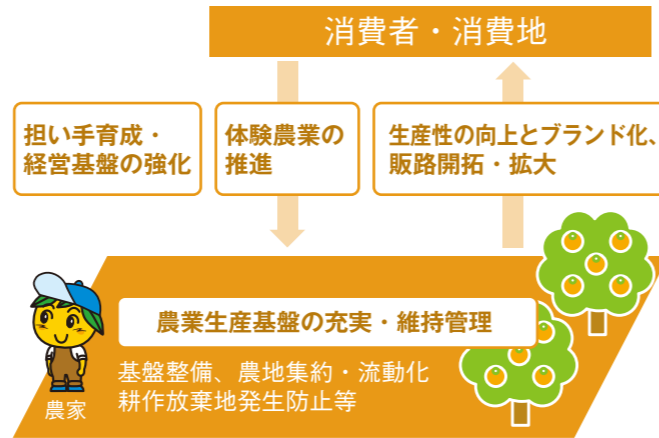 消費者・消費地
担い手育成・
経営基盤の強化
体験農業の
推進
生産性の向上とブランド化、
販路開拓・拡大
農業生産基盤の充実・維持管理
基盤整備、農地集約・流動化
耕作放棄地発生防止等
農家